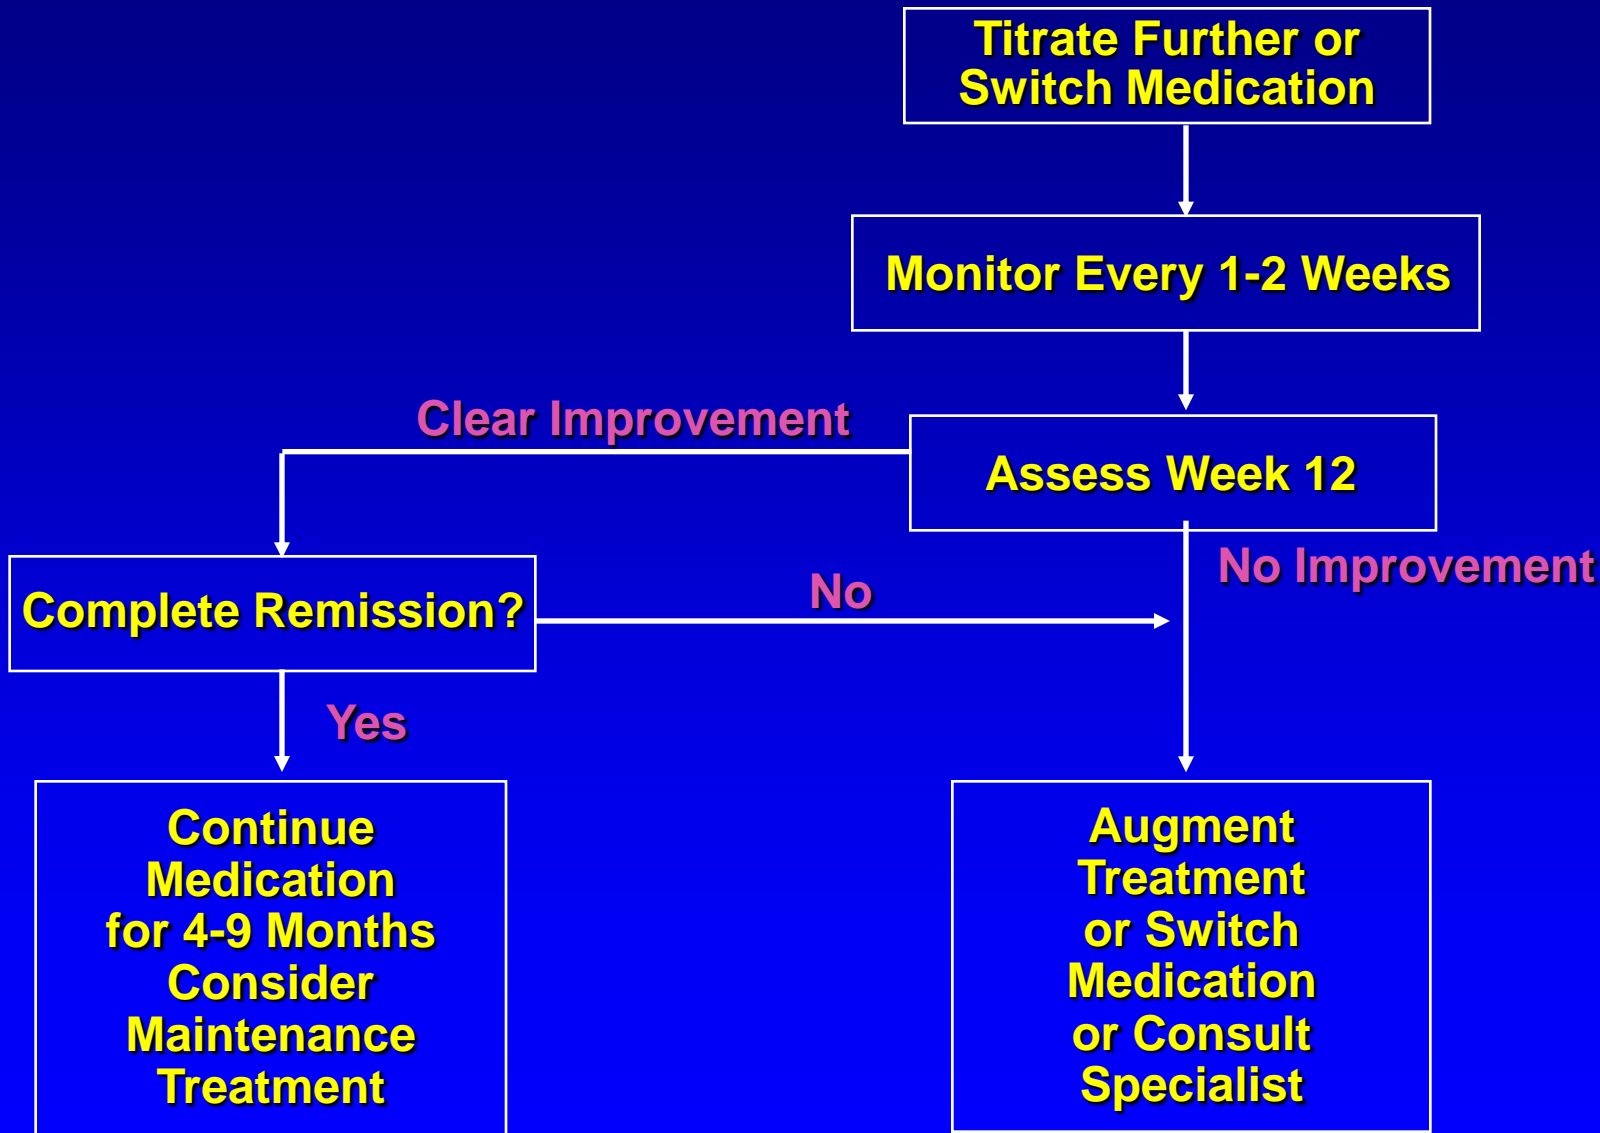 Titrate Further or
Switch Medication
Monitor Every 1-2 Weeks
Clear Improvement
Assess Week 12
No Improvement
Complete Remission?
No
Yes
Continue
Medication
for 4-9 Months
Consider
Maintenance
Treatment
Augment
Treatment
or Switch
Medication
or Consult
Specialist